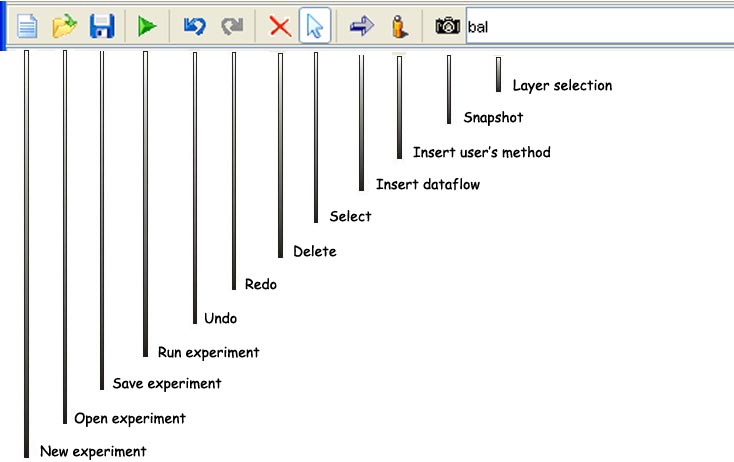 bal
Layer selection
Snapshot
Insert user's method
Insert dataflow
Select
Delete
Redo
Undo
Run experiment
Save experiment
Open experiment
New experiment